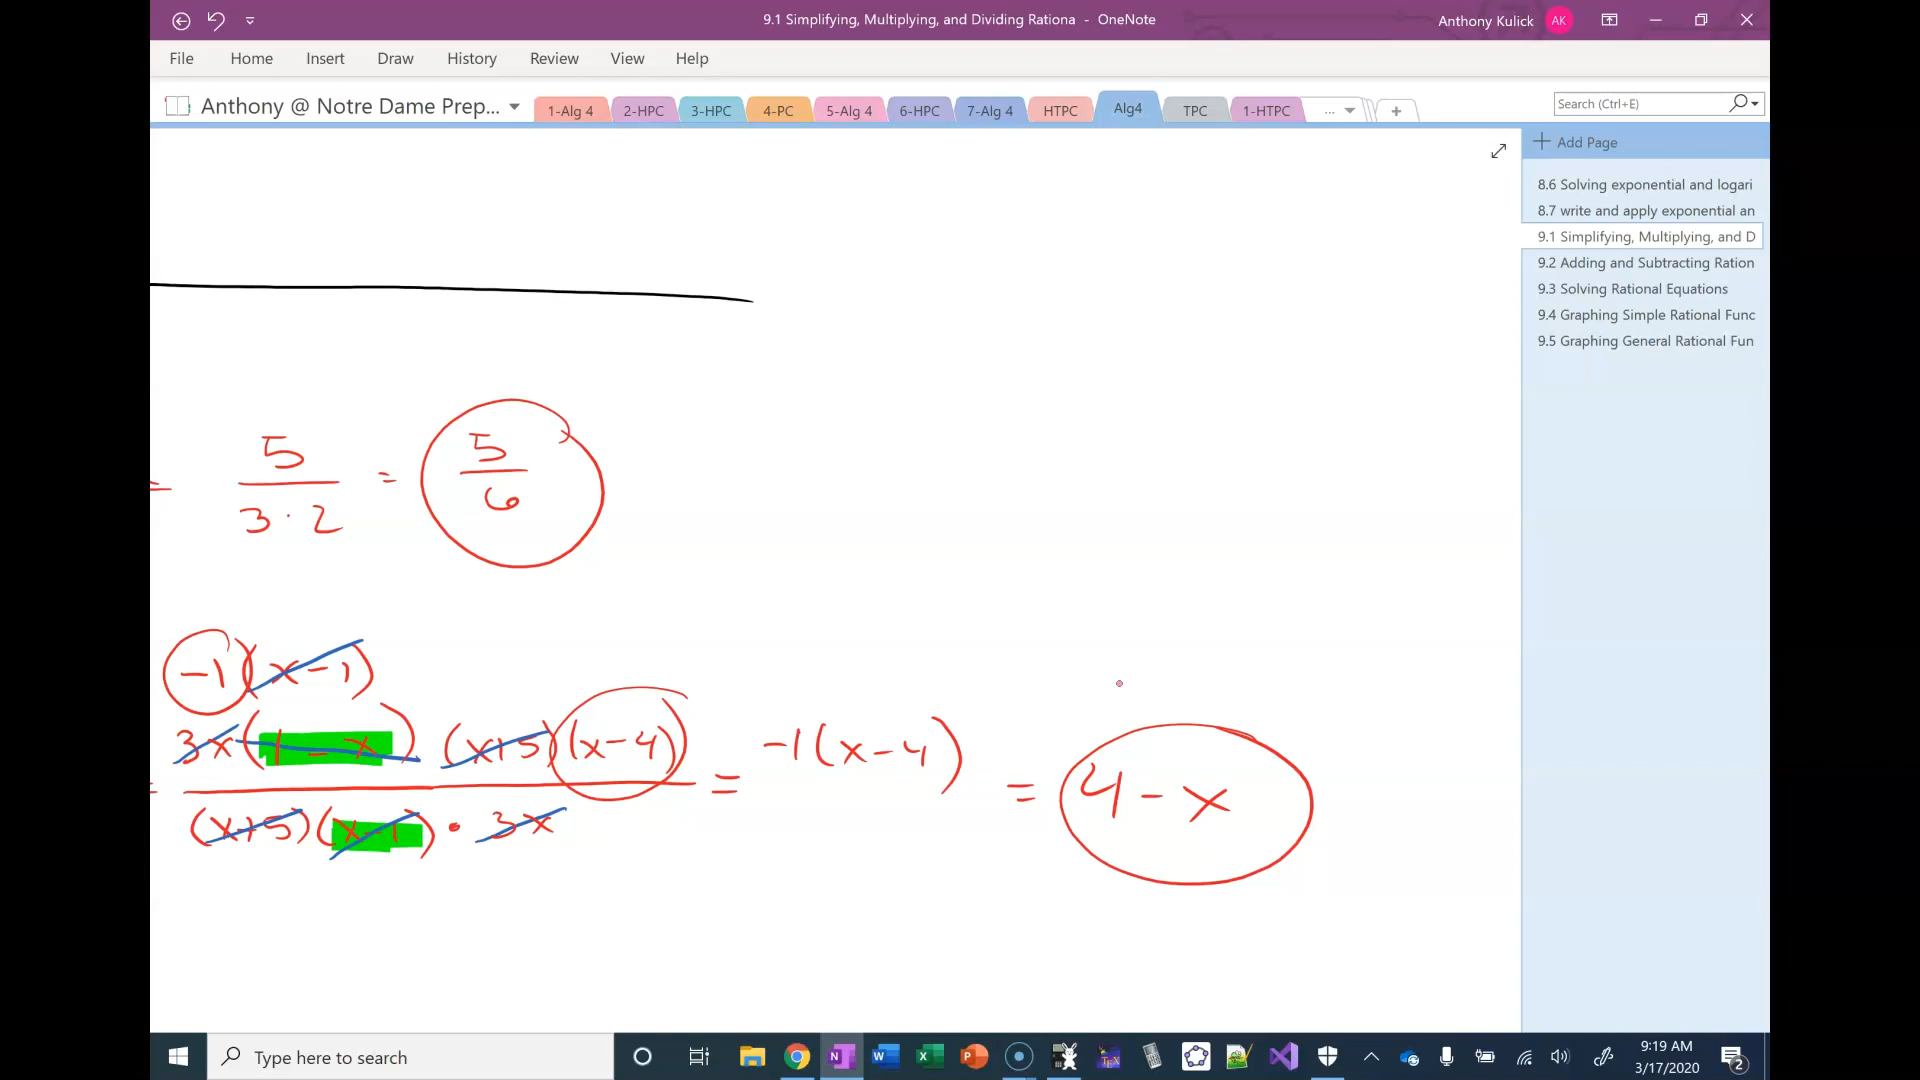 9.1 Simplifying, Multiplying, and Dividing Rationa - OneNote
Anthony Kulick AK
File Home Insert Draw History Review View Help
Anthony @ Notre Dame Prep... 1-Alg 4 2-HPC 3-HPC 4-PC 5-Alg 4 6-HPC 7-Alg 4 HTPC Alg4 TPC 1-HTPC ... +
Search (Ctrl+E)
Add Page
8.6 Solving exponential and logari
8.7 write and apply exponential an
9.1 Simplifying, Multiplying, and D
9.2 Adding and Subtracting Ration
9.3 Solving Rational Equations
9.4 Graphing Simple Rational Func
9.5 Graphing General Rational Fun
= 5 / 3 · 2 = 5 / 6
-1(x-1)
= 3x(1-x) · (x+5)(x-4) / (x+5)(x-1) · 3x = -1(x-4) = 4-x
Type here to search
9:19 AM
3/17/2020
2